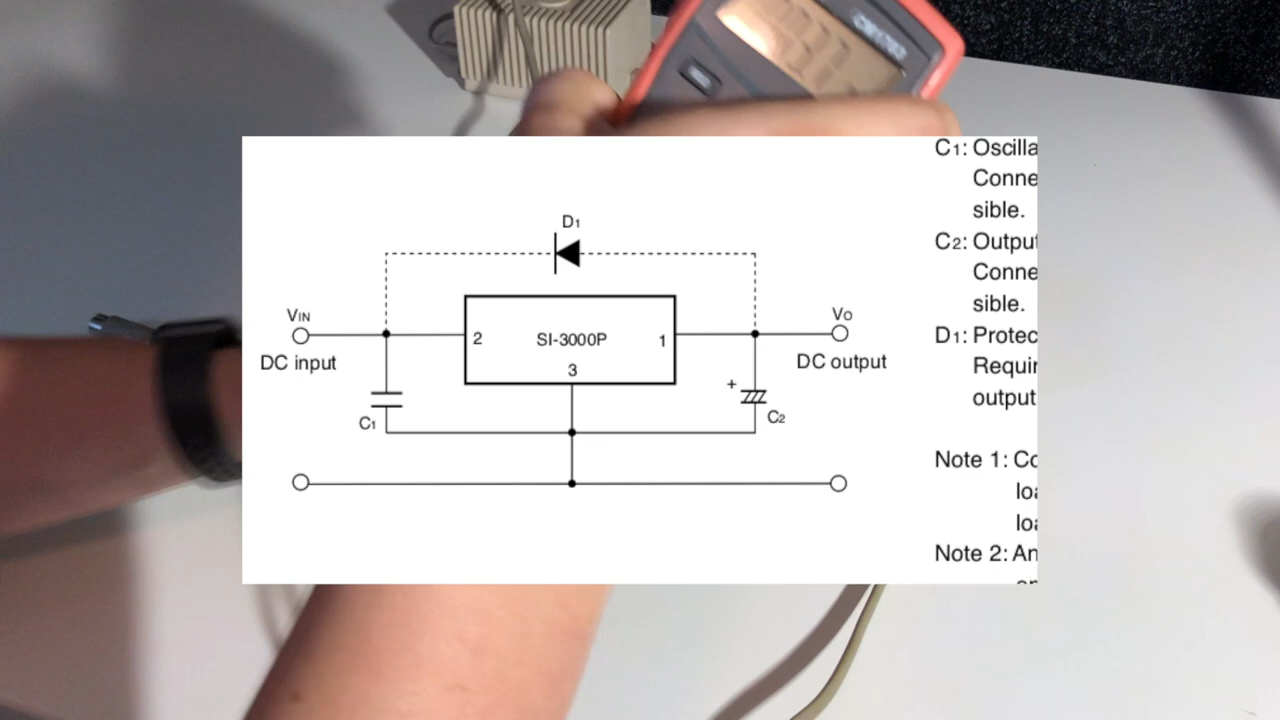 D1
VIN
DC input
2
SI-3000P
1
3
VO
DC output
C1
+
C2
C1: Oscilla
Conne
sible.
C2: Output
Conne
sible.
D1: Protec
Requir
output
Note 1: Co
loa
loa
Note 2: An